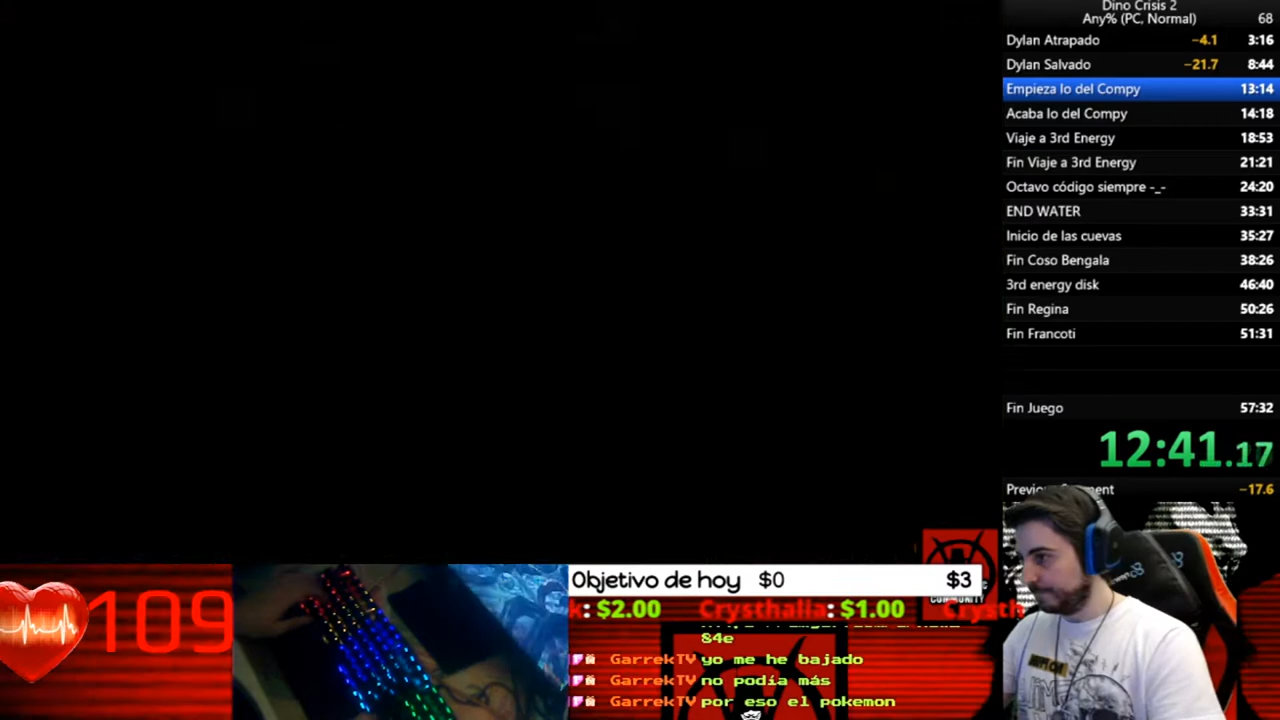 Dino Crisis 2
Any% (PC, Normal) 68
Dylan Atrapado −4.1 3:16
Dylan Salvado −21.7 8:44
Empieza lo del Compy 13:14
Acaba lo del Compy 14:18
Viaje a 3rd Energy 18:53
Fin Viaje a 3rd Energy 21:21
Octavo código siempre -_- 24:20
END WATER 33:31
Inicio de las cuevas 35:27
Fin Coso Bengala 38:26
3rd energy disk 46:40
Fin Regina 50:26
Fin Francoti 51:31
Fin Juego 57:32
12:41.17
−17.6
109
Objetivo de hoy $0 $3
COMMUNITY
k: $2.00 Crysthalia: $1.00 Crysth
84e
GarrekTV yo me he bajado
GarrekTV no podía más
GarrekTV por eso el pokemon